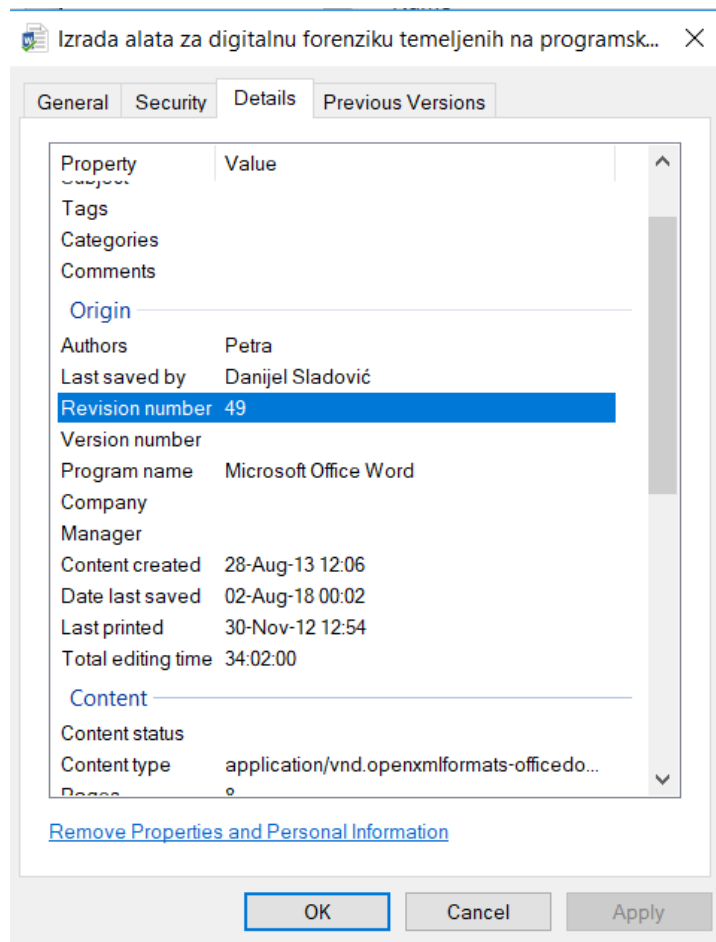 Izrada alata za digitalnu forenziku temeljenih na programsk...
General Security Details Previous Versions
Property Value
Subject
Tags
Categories
Comments
Origin
Authors Petra
Last saved by Danijel Sladović
Revision number 49
Version number
Program name Microsoft Office Word
Company
Manager
Content created 28-Aug-13 12:06
Date last saved 02-Aug-18 00:02
Last printed 30-Nov-12 12:54
Total editing time 34:02:00
Content
Content status
Content type application/vnd.openxmlformats-officedo...
Pages
Remove Properties and Personal Information
OK Cancel Apply